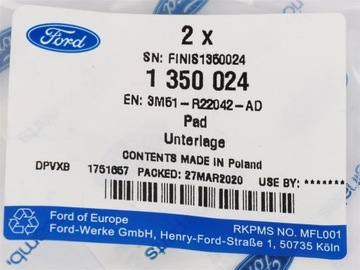 Ford
2 x
SN: FINIS1350024
1 350 024
EN: 3M51-R22042-AD
Pad
Unterlage
CONTENTS MADE IN Poland
DPVXB 1751657 PACKED: 27MAR2020 USE BY:*******
Ford of Europe
RKPMS NO. MFL001
Ford-Werke GmbH, Henry-Ford-Straße 1, 50735 Köln